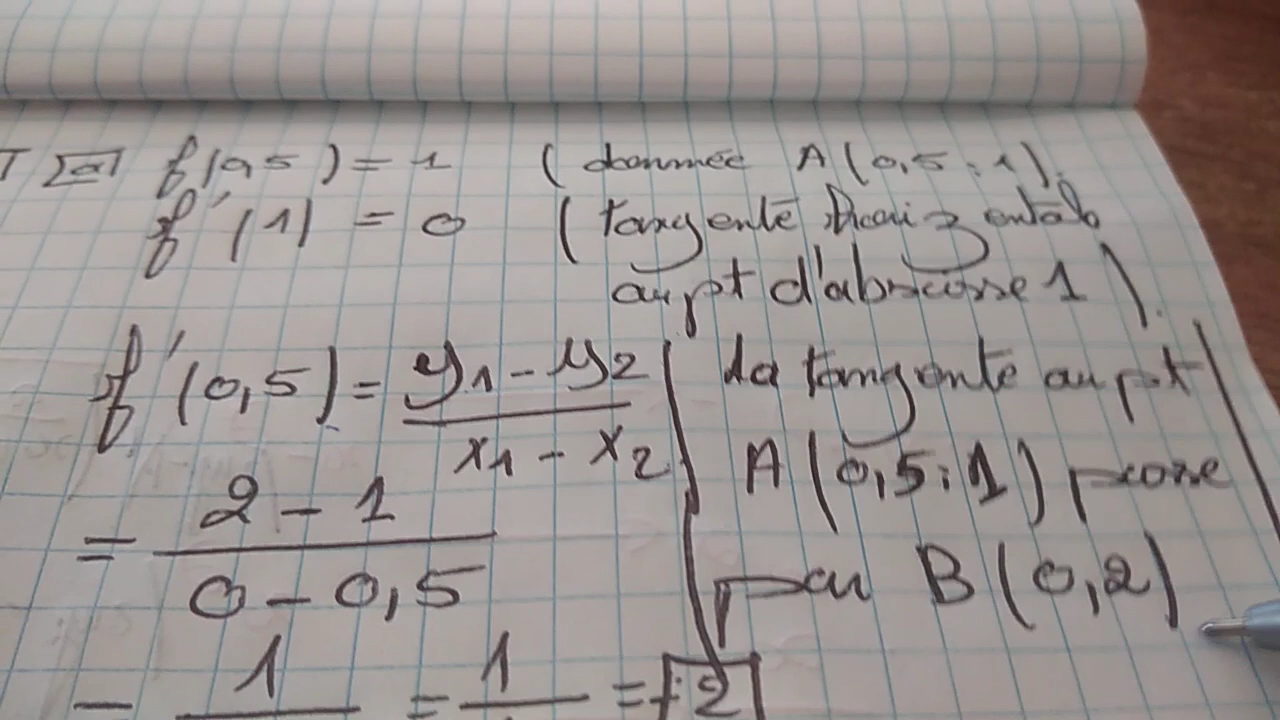 I a) f(0,5) = 1 (donnée A(0,5;1)
f'(1) = 0 (tangente horizontale
au pt d'abscisse 1).
f'(0,5) = y1 - y2 / x1 - x2
= 2 - 1 / 0 - 0,5
= 1 = 1 = -2
La tangente au pt
A(0,5;1) passe
par B(0,2)